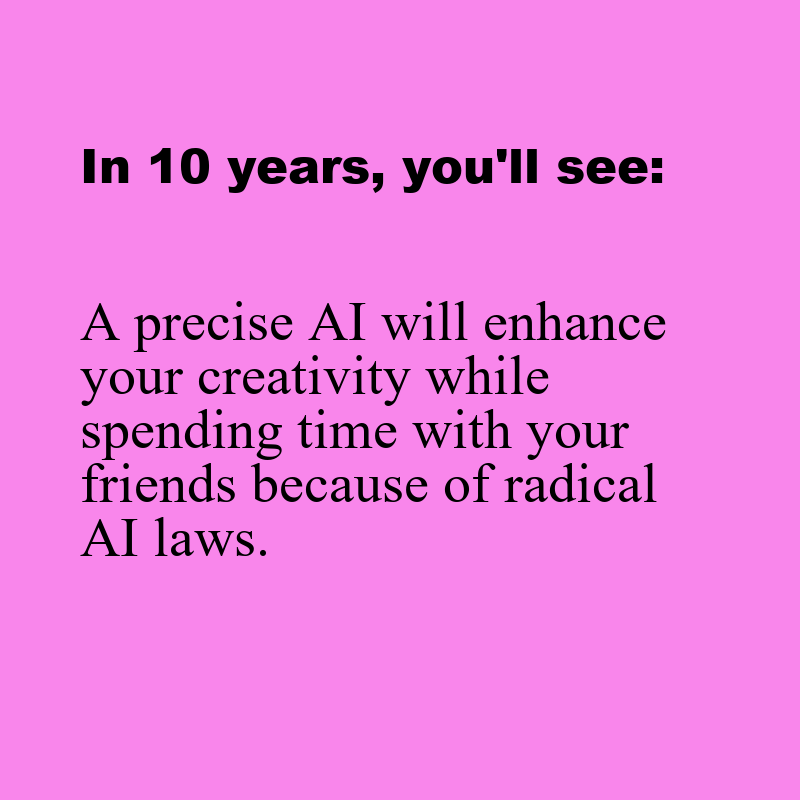 In 10 years, you'll see:
A precise AI will enhance
your creativity while
spending time with your
friends because of radical
AI laws.